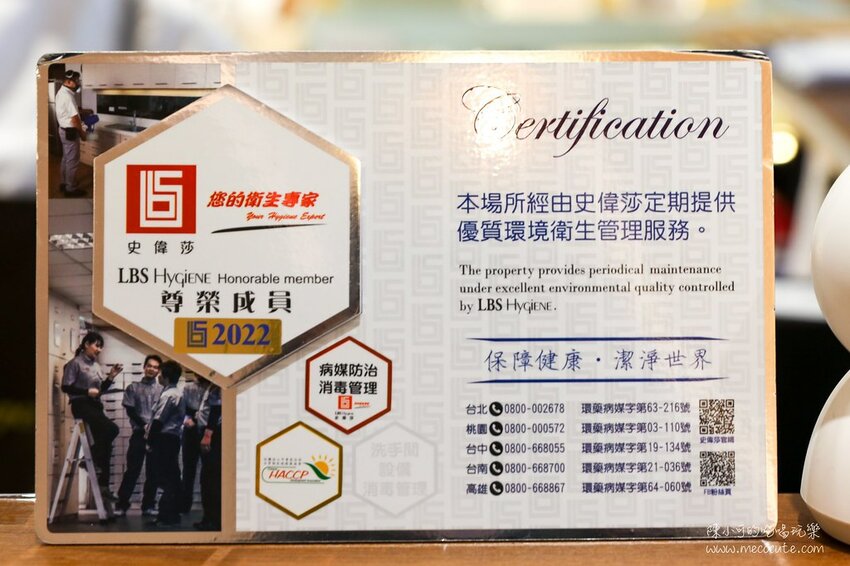 Certification
您的衛生專家
Your Hygiene Expert
史偉莎
LBS HYGIENE Honorable member
尊榮成員
2022
本場所經由史偉莎定期提供
優質環境衛生管理服務。
The property provides periodical maintenance
under excellent environmental quality controlled
by LBS HYGIENE.
保障健康・潔淨世界
病媒防治
消毒管理
HACCP
洗手間
設備
消毒管理
台北 0800-002678 環藥病媒字第63-216號
桃園 0800-000572 環藥病媒字第03-110號
台中 0800-668055 環藥病媒字第19-134號
台南 0800-668700 環藥病媒字第21-036號
高雄 0800-668867 環藥病媒字第64-060號
史偉莎官網
FB粉絲頁
陳小可的吃喝玩樂
www.mecocute.com